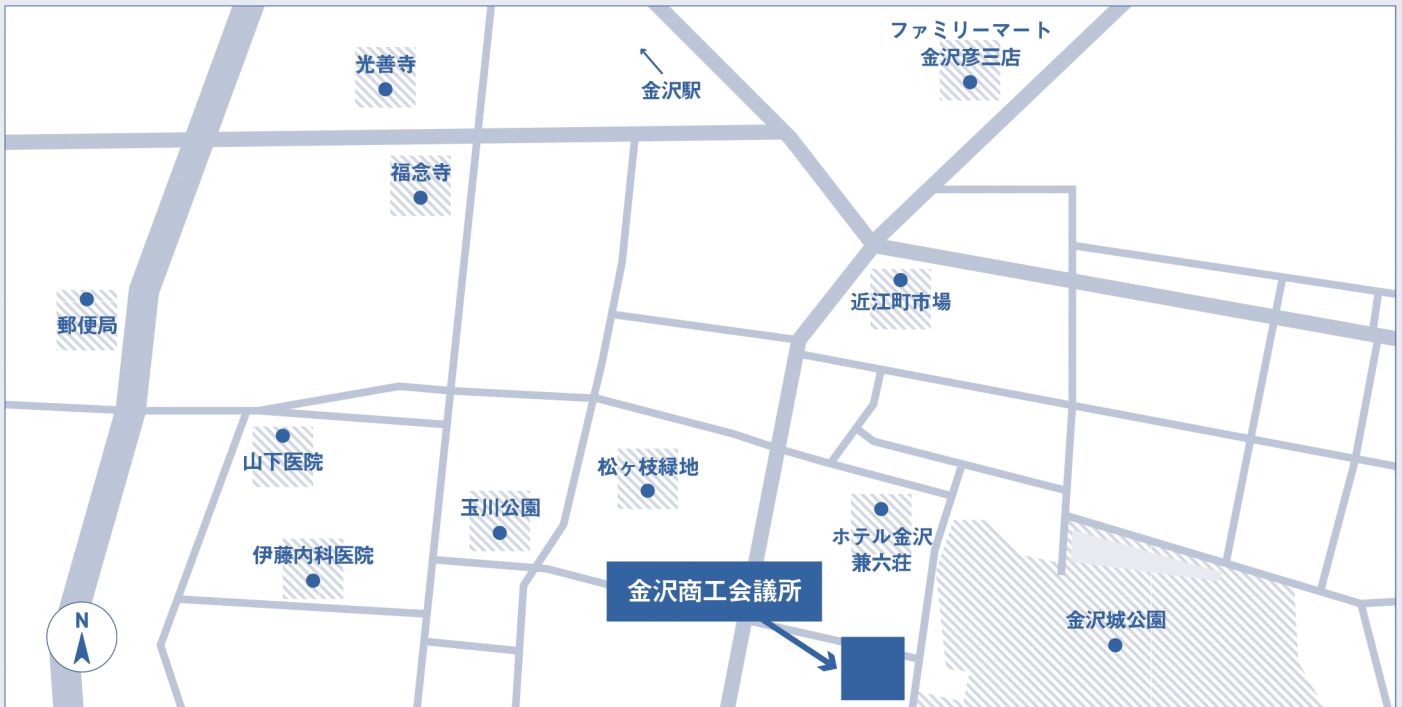 ファミリーマート
金沢彦三店
光善寺
金沢駅
福念寺
近江町市場
郵便局
山下医院
松ヶ枝緑地
玉川公園
ホテル金沢
兼六荘
伊藤内科医院
金沢商工会議所
N
金沢城公園